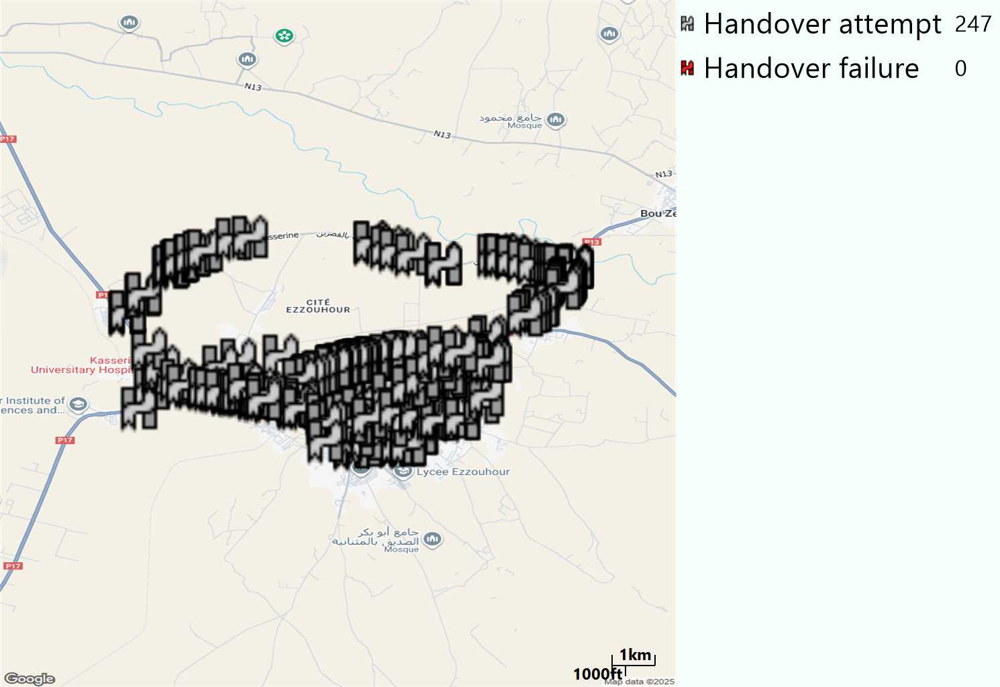 Handover attempt 247
Handover failure 0
N13
N13
P17
جامع محمود
Mosque
N13
Bou Ze
P13
sserine
بالقصرين
P1
CITÉ
EZZOUHOUR
Kasseri
Universitary Hospi
r Institute of
ences and...
P17
Lycee Ezzouhour
جامع أبو بكر
الصديق بالمثنانية
Mosque
P17
1km
1000ft
Google
Map data ©2025